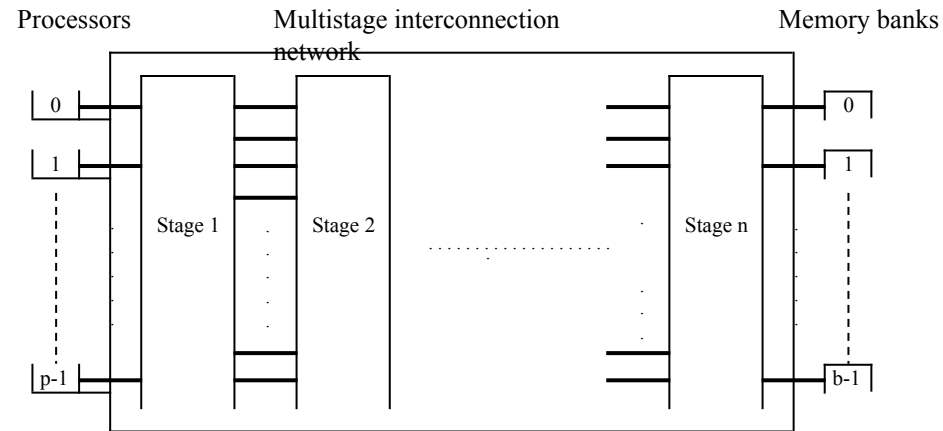 Processors
Multistage interconnection
network
Memory banks
0
0
1
1
Stage 1
Stage 2
Stage n
p-1
b-1